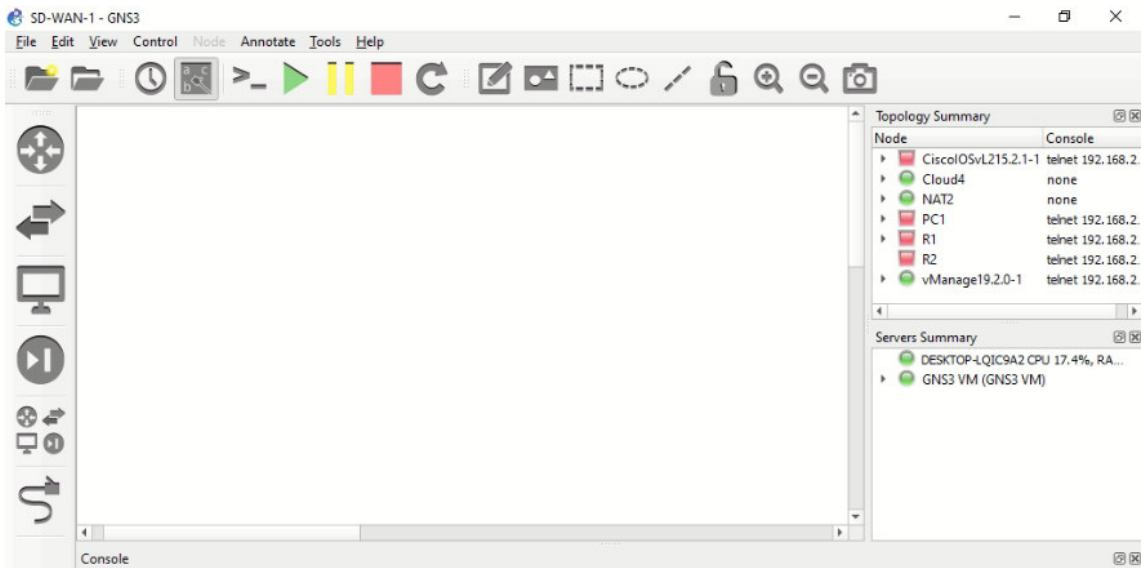 SD-WAN-1 - GNS3
File Edit View Control Node Annotate Tools Help
Topology Summary
Node Console
CiscoIOSvL215.2.1-1 telnet 192.168.2.
Cloud4 none
NAT2 none
PC1 telnet 192.168.2.
R1 telnet 192.168.2.
R2 telnet 192.168.2.
vManage19.2.0-1 telnet 192.168.2.
Servers Summary
DESKTOP-LQIC9A2 CPU 17.4%, RA...
GNS3 VM (GNS3 VM)
Console